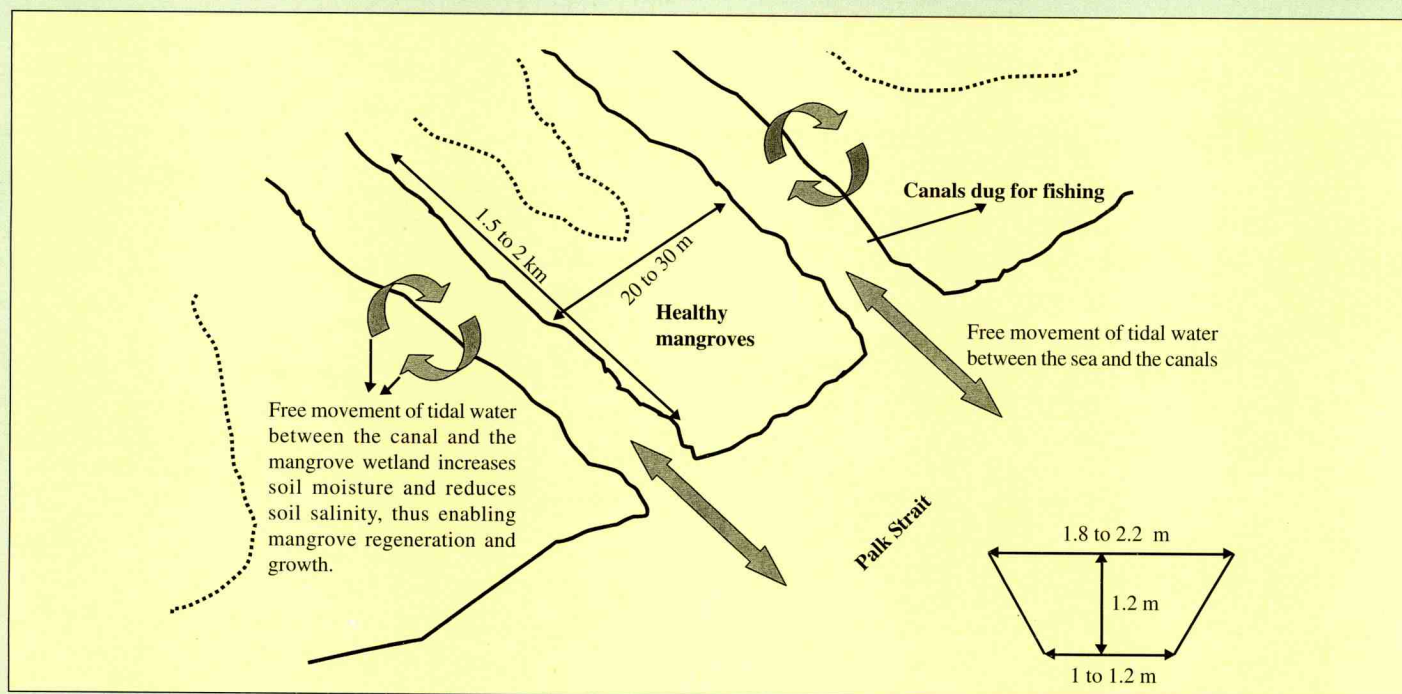 Canals dug for fishing
1.5 to 2 km
20 to 30 m
Healthy
mangroves
Free movement of tidal water
between the sea and the canals
Free movement of tidal water
between the canal and the
mangrove wetland increases
soil moisture and reduces
soil salinity, thus enabling
mangrove regeneration and
growth.
Palk Strait
1.8 to 2.2 m
1.2 m
1 to 1.2 m